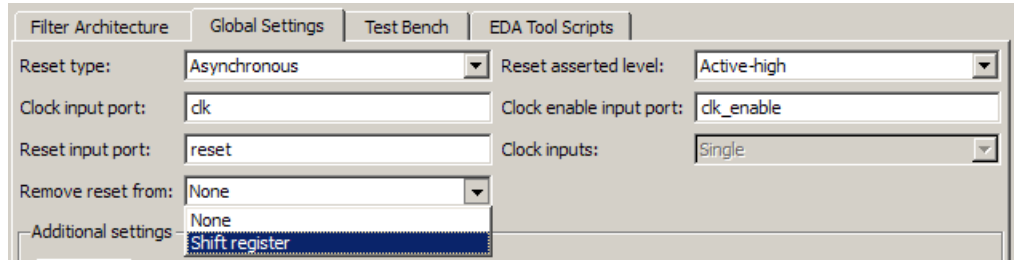 Filter Architecture Global Settings Test Bench EDA Tool Scripts
Reset type: Asynchronous Reset asserted level: Active-high
Clock input port: clk Clock enable input port: clk_enable
Reset input port: reset Clock inputs: Single
Remove reset from: None
None
Additional settings
Shift register